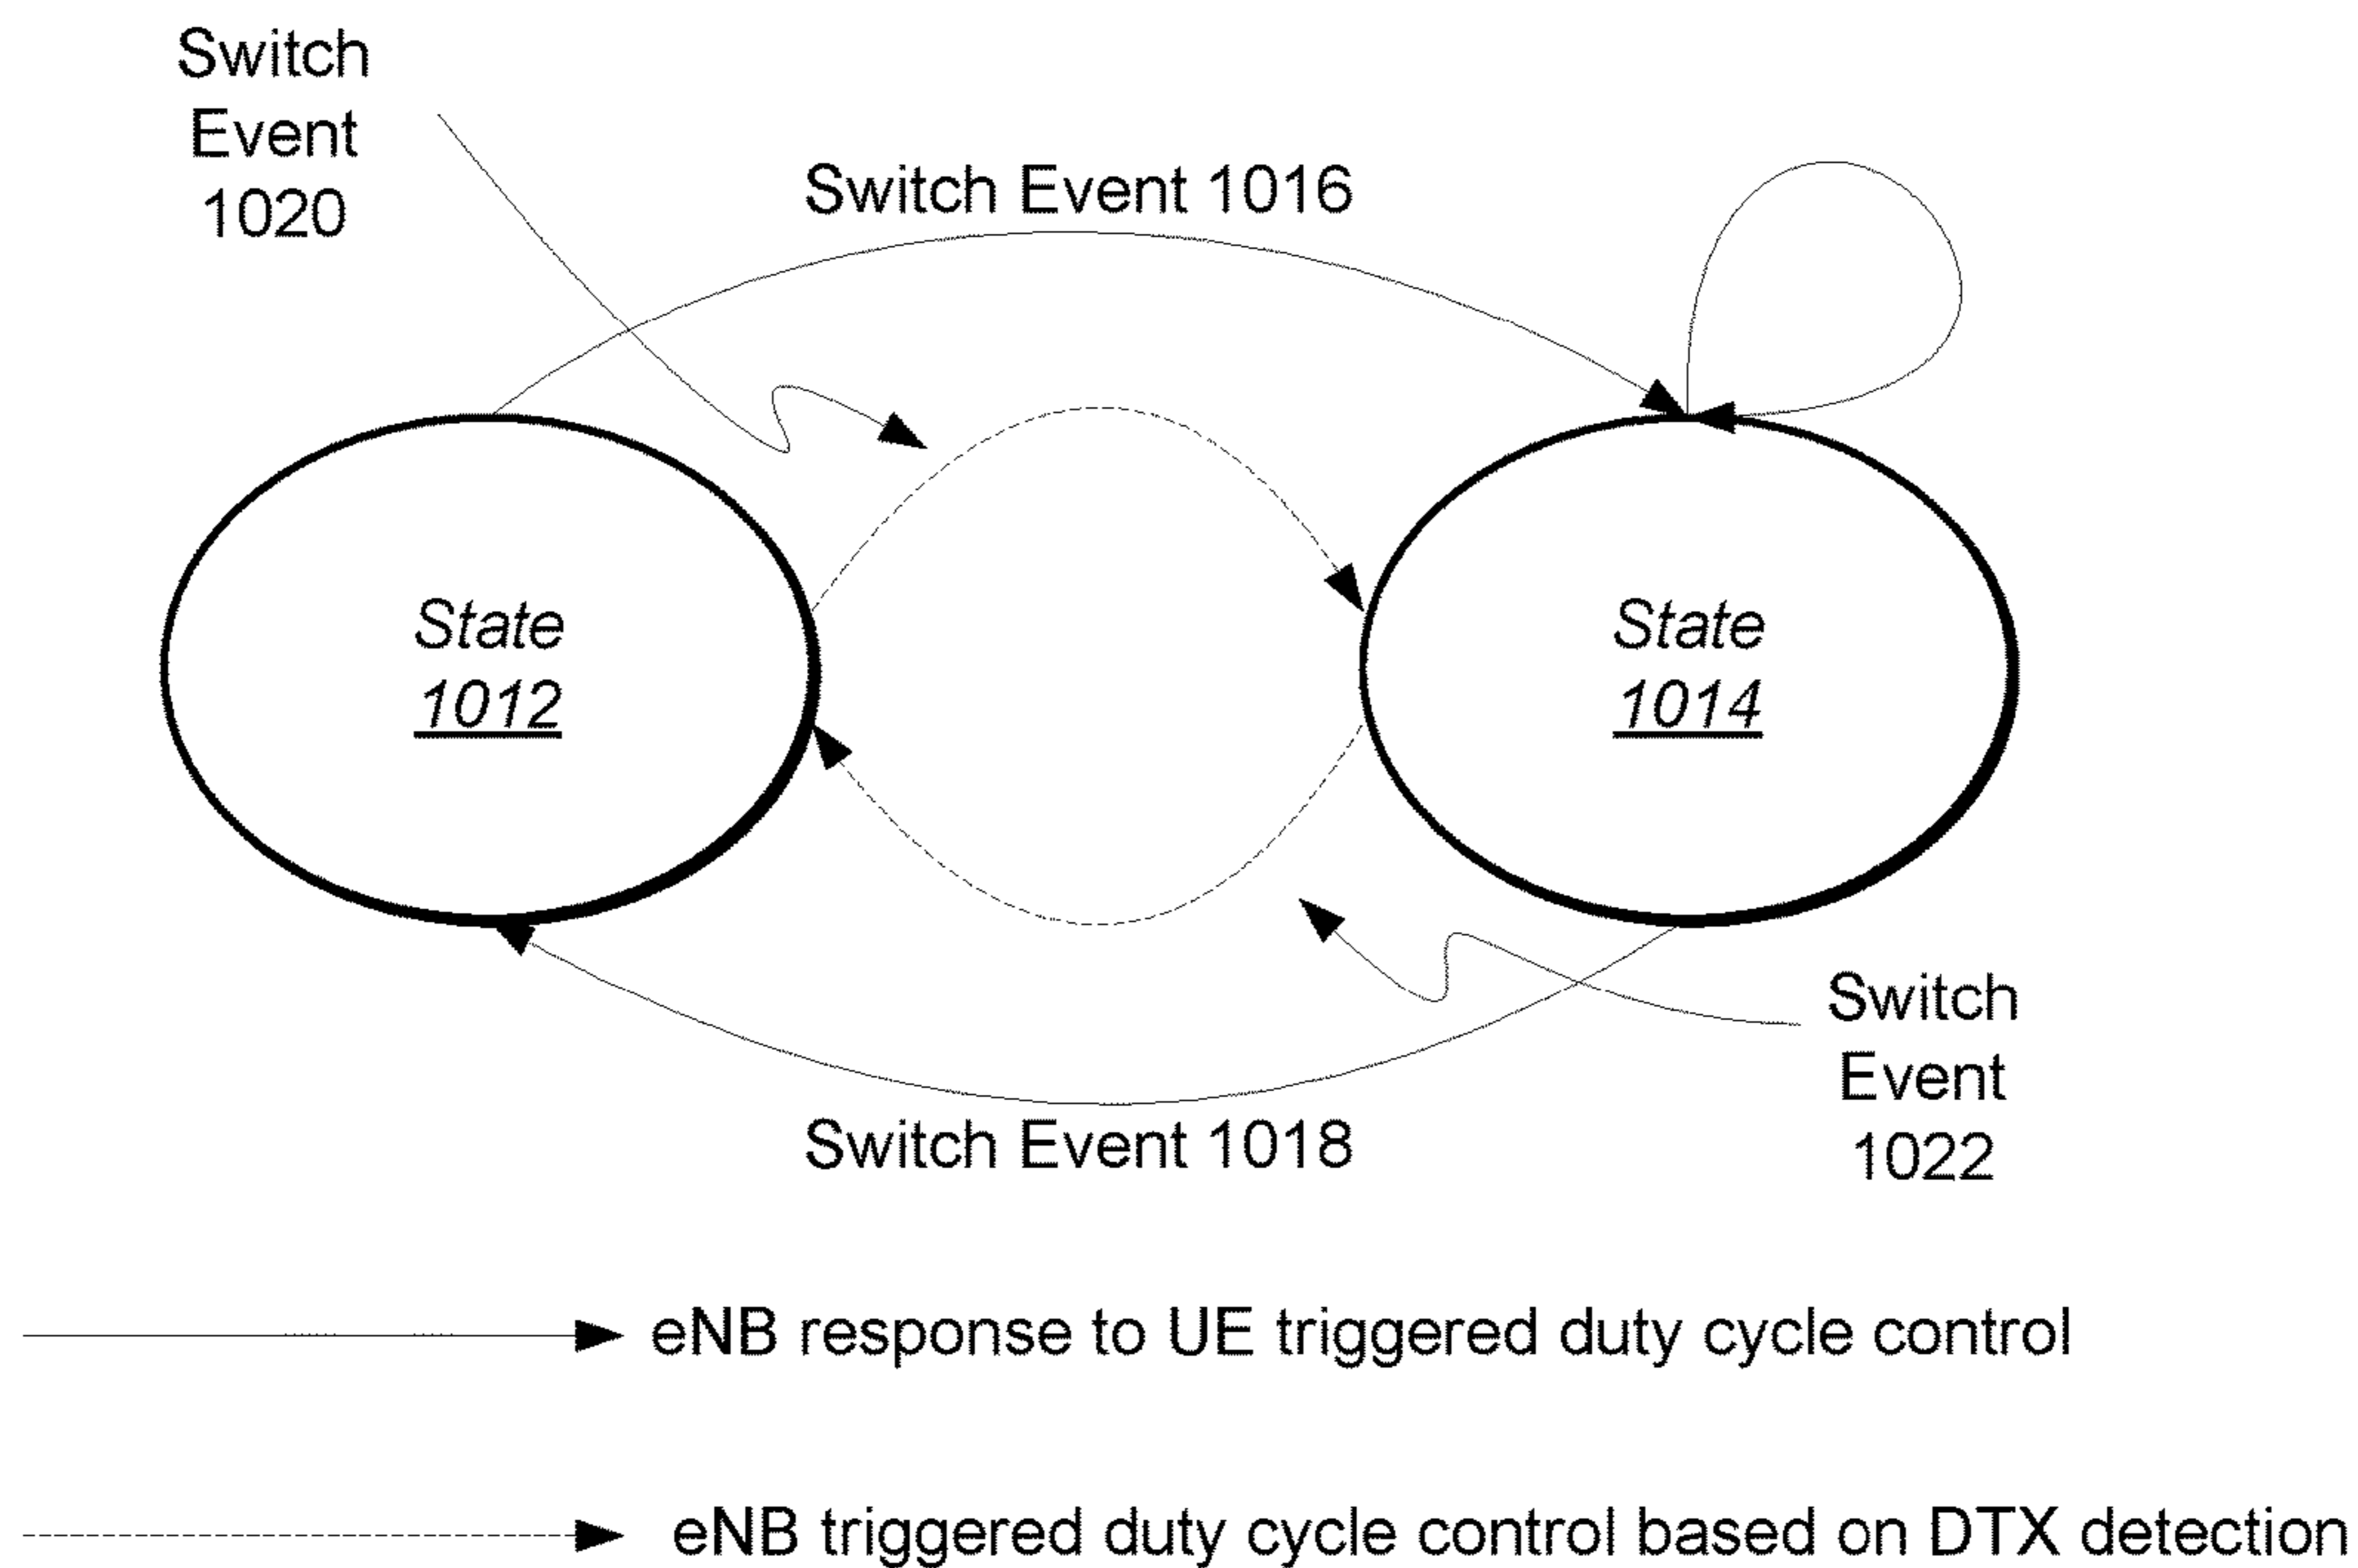 Switch
Event
1020
Switch Event 1016
State
1012
State
1014
Switch
Event
1022
Switch Event 1018
eNB response to UE triggered duty cycle control
eNB triggered duty cycle control based on DTX detection